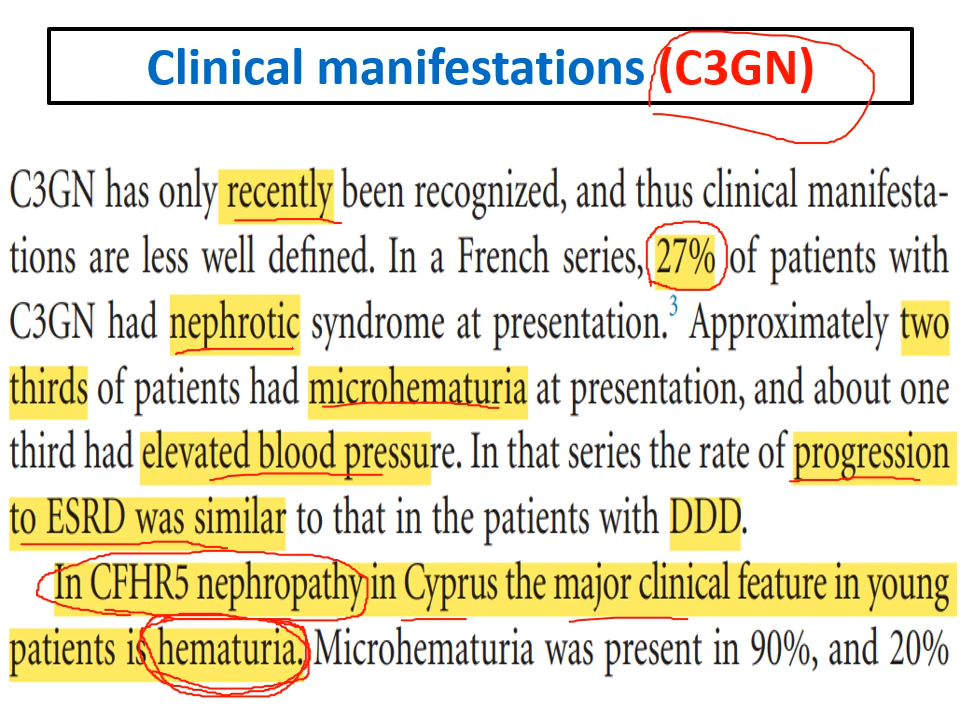 Clinical manifestations (C3GN)
C3GN has only recently been recognized, and thus clinical manifesta-
tions are less well defined. In a French series, 27% of patients with
C3GN had nephrotic syndrome at presentation.3 Approximately two
thirds of patients had microhematuria at presentation, and about one
third had elevated blood pressure. In that series the rate of progression
to ESRD was similar to that in the patients with DDD.
In CFHR5 nephropathy in Cyprus the major clinical feature in young
patients is hematuria. Microhematuria was present in 90%, and 20%